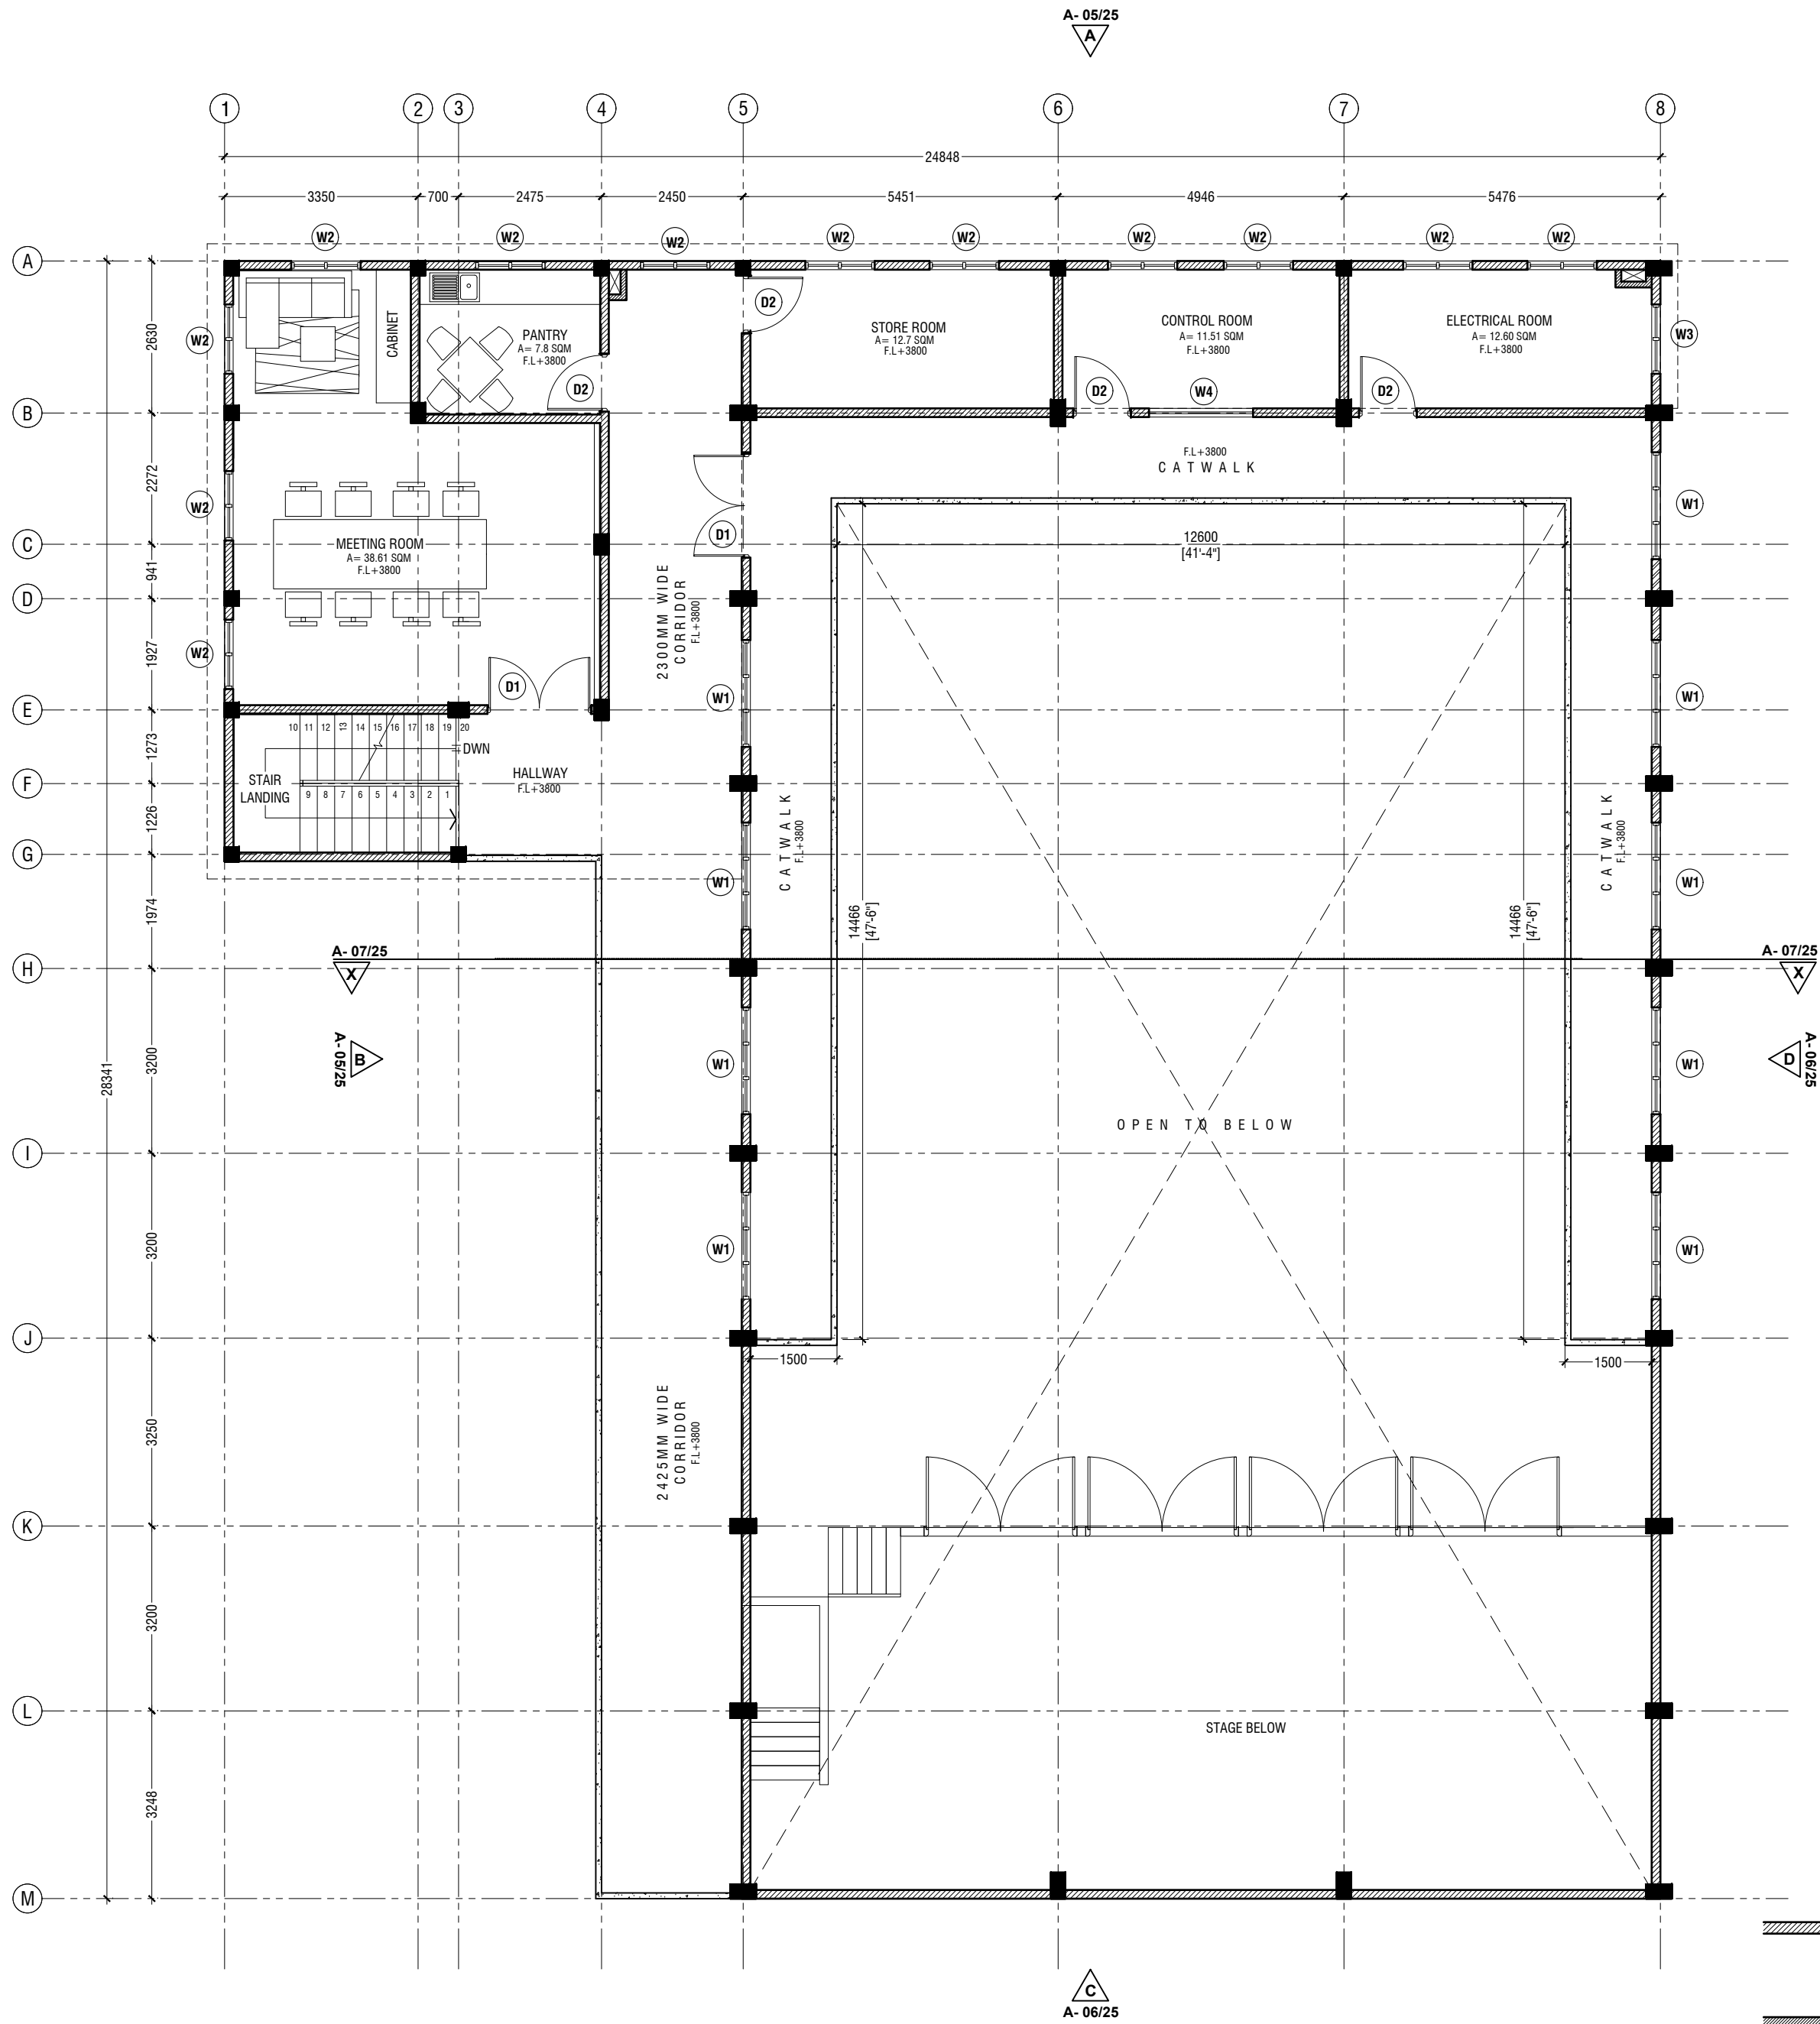 A- 05/25
A
1
2
3
4
5
6
7
8
24848
3350
700
2475
2450
5451
4946
5476
W2
W2
W2
W2
W2
W2
W2
W2
W2
A
B
C
D
E
F
G
H
I
J
K
L
M
28341
2630
2272
941
1927
1273
1226
1974
3200
3200
3250
3200
3248
W2
W2
W2
CABINET
PANTRY
A= 7.8 SQM
F.L+3800
D2
D2
STORE ROOM
A= 12.7 SQM
F.L+3800
CONTROL ROOM
A= 11.51 SQM
F.L+3800
D2
W4
ELECTRICAL ROOM
A= 12.60 SQM
F.L+3800
D2
W3
F.L+3800
CATWALK
MEETING ROOM
A= 38.61 SQM
F.L+3800
D1
D1
2300MM WIDE
CORRIDOR
F.L+3800
12600
[41'-4"]
W1
W1
W1
W1
W1
W1
W1
W1
W1
10 11 12 13 14 15 16 17 18 19 20
DWN
STAIR
LANDING
9 8 7 6 5 4 3 2 1
HALLWAY
F.L+3800
CATWALK
F.L+3800
CATWALK
F.L+3800
14466
[47'-6"]
14466
[47'-6"]
A- 07/25
X
A- 07/25
X
A- 05/25
B
A- 06/25
D
OPEN TO BELOW
1500
1500
2425MM WIDE
CORRIDOR
F.L+3800
STAGE BELOW
C
A- 06/25